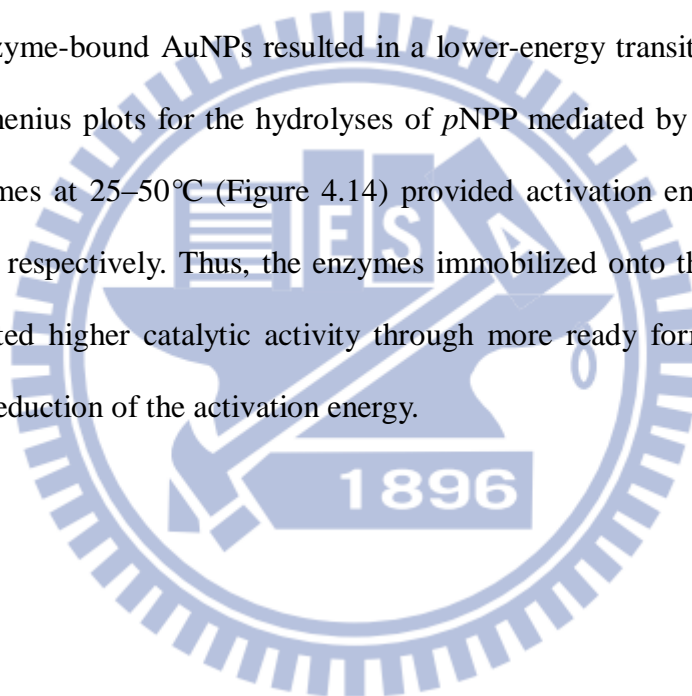 zyme-bound AuNPs resulted in a lower-energy transit
henius plots for the hydrolyses of pNPP mediated by
mes at 25–50°C (Figure 4.14) provided activation en
respectively. Thus, the enzymes immobilized onto th
ted higher catalytic activity through more ready for
eduction of the activation energy.
ES A
1896